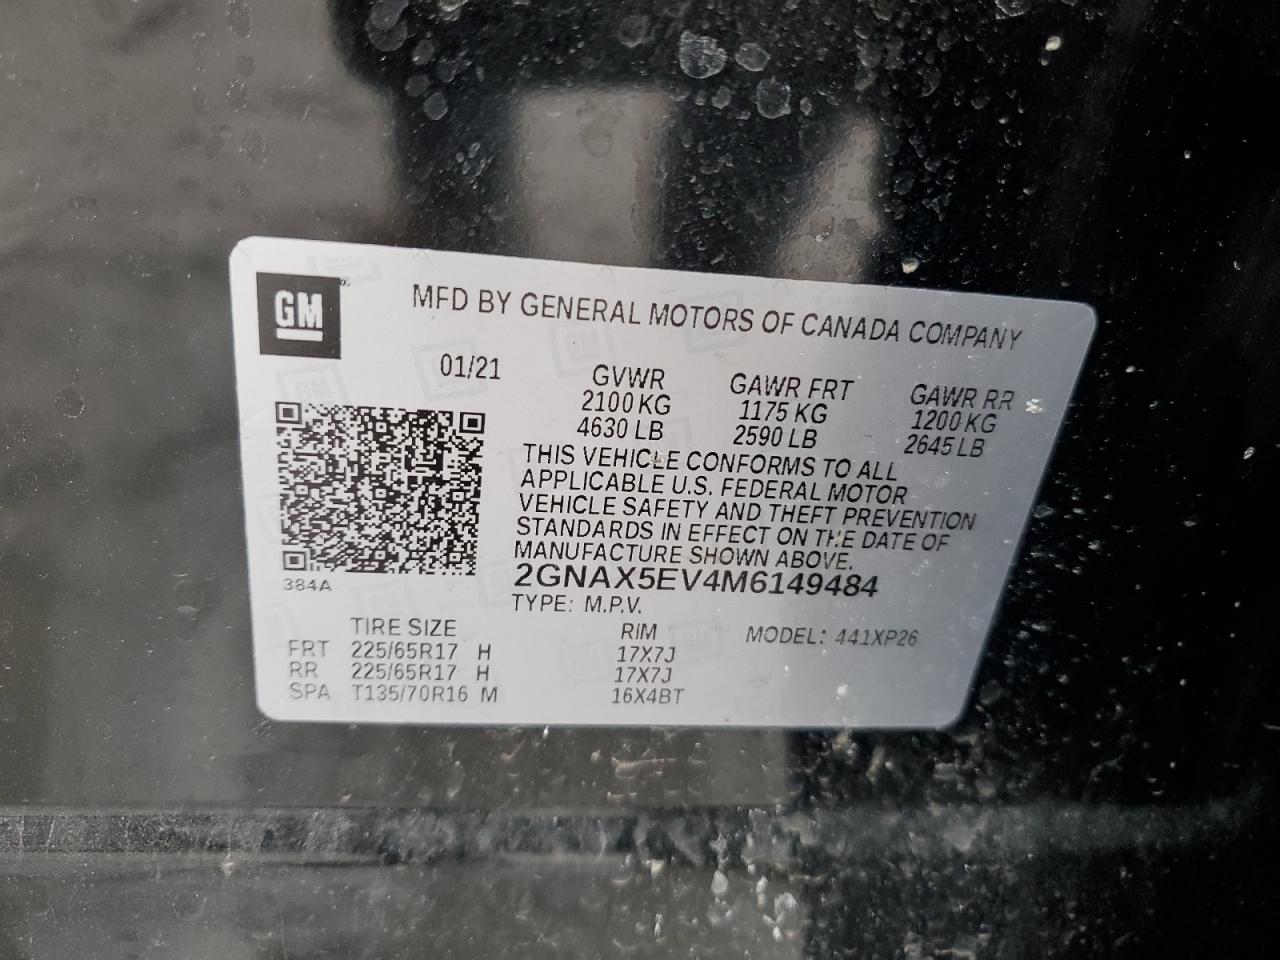 GM
MFD BY GENERAL MOTORS OF CANADA COMPANY
01/21
GVWR GAWR FRT GAWR RR
2100 KG 1175 KG 1200 KG
4630 LB 2590 LB 2645 LB
THIS VEHICLE CONFORMS TO ALL
APPLICABLE U.S. FEDERAL MOTOR
VEHICLE SAFETY AND THEFT PREVENTION
STANDARDS IN EFFECT ON THE DATE OF
MANUFACTURE SHOWN ABOVE.
384A
2GNAX5EV4M6149484
TYPE: M.P.V.
TIRE SIZE RIM MODEL: 441XP26
FRT 225/65R17 H 17X7J
RR 225/65R17 H 17X7J
SPA T135/70R16 M 16X4BT